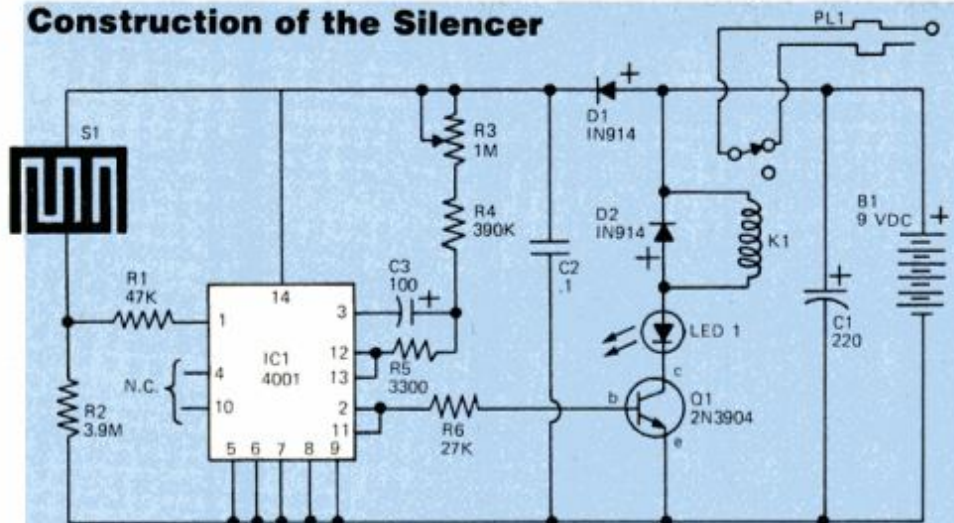 Construction of the Silencer
PL1
S1
D1
IN914
+
R3
1M
R4
390K
D2
IN914
+
K1
B1
9 VDC
+
R1
47K
14
1
3
C3
100
+
C2
.1
LED 1
C1
220
+
IC1
4001
12
13
R5
3300
4
N.C.
10
2
11
R6
27K
R2
3.9M
b
c
e
Q1
2N3904
5 6 7 8 9